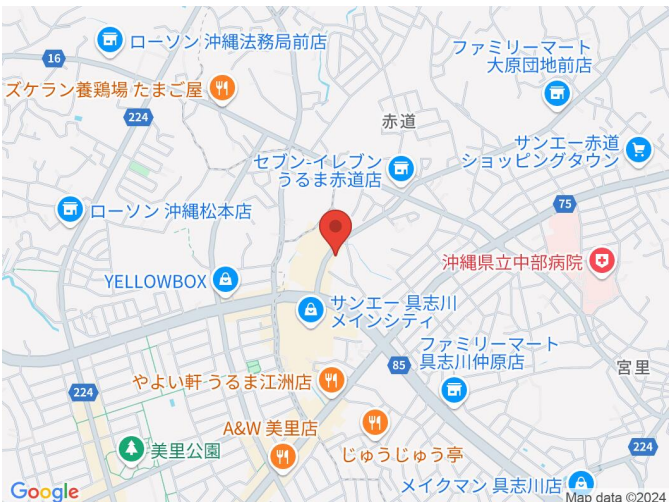 ローソン 沖縄法務局前店
ファミリーマート
大原団地前店
16
ズケラン養鶏場 たまご屋
224
赤道
サンエー赤道
ショッピングタウン
セブン-イレブン
うるま赤道店
75
ローソン 沖縄松本店
沖縄県立中部病院
YELLOWBOX
サンエー 具志川
メインシティ
ファミリーマート
具志川仲原店
85
宮里
やよい軒 うるま江洲店
224
A&W 美里店
美里公園
じゅうじゅう亭
224
メイクマン 具志川店
Google
Map data ©2024